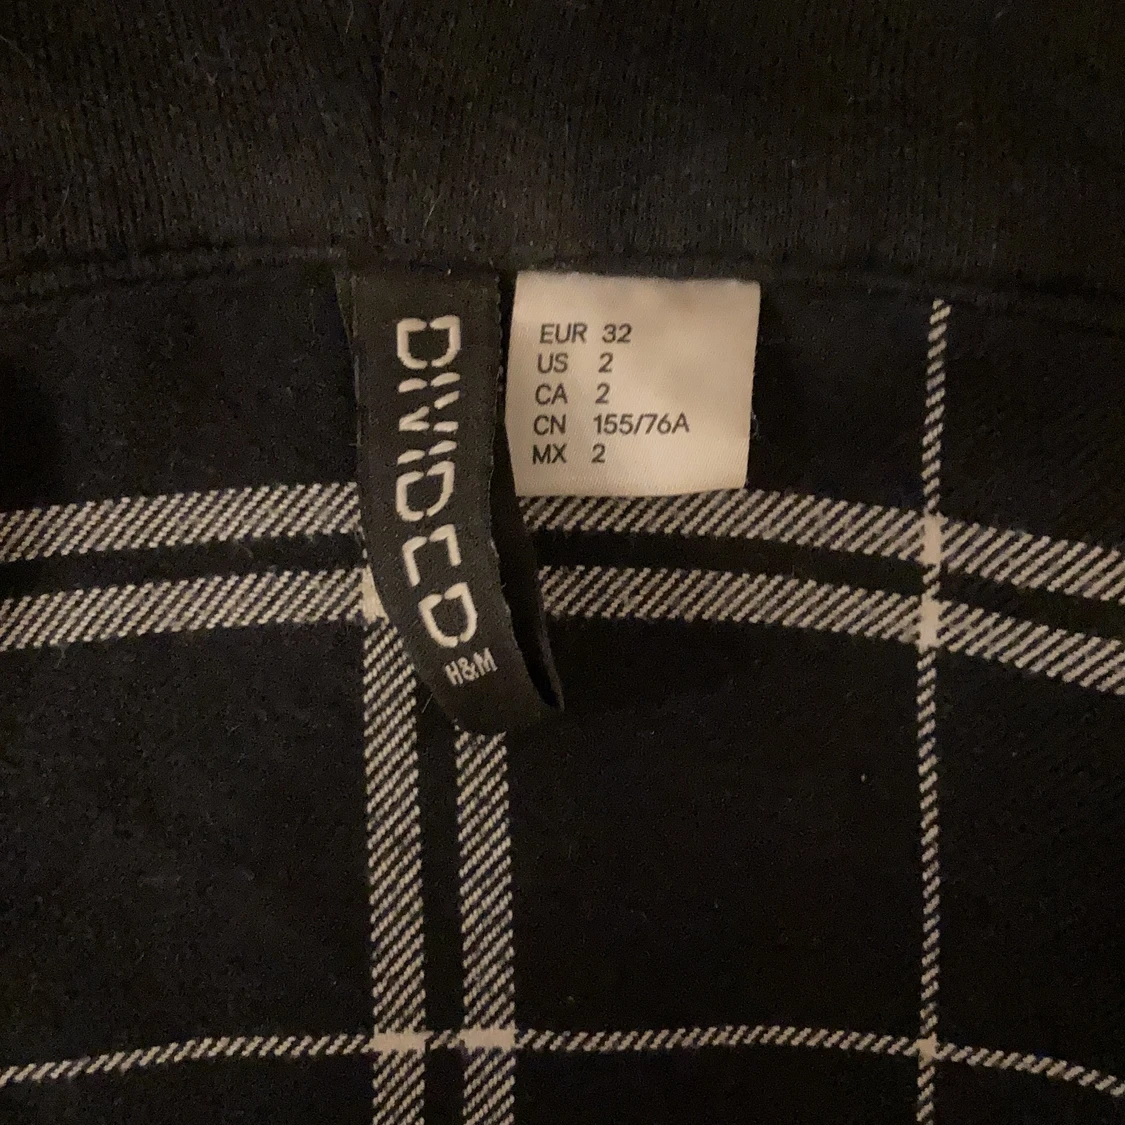 DIVIDED
H&M
EUR 32
US 2
CA 2
CN 155/76A
MX 2